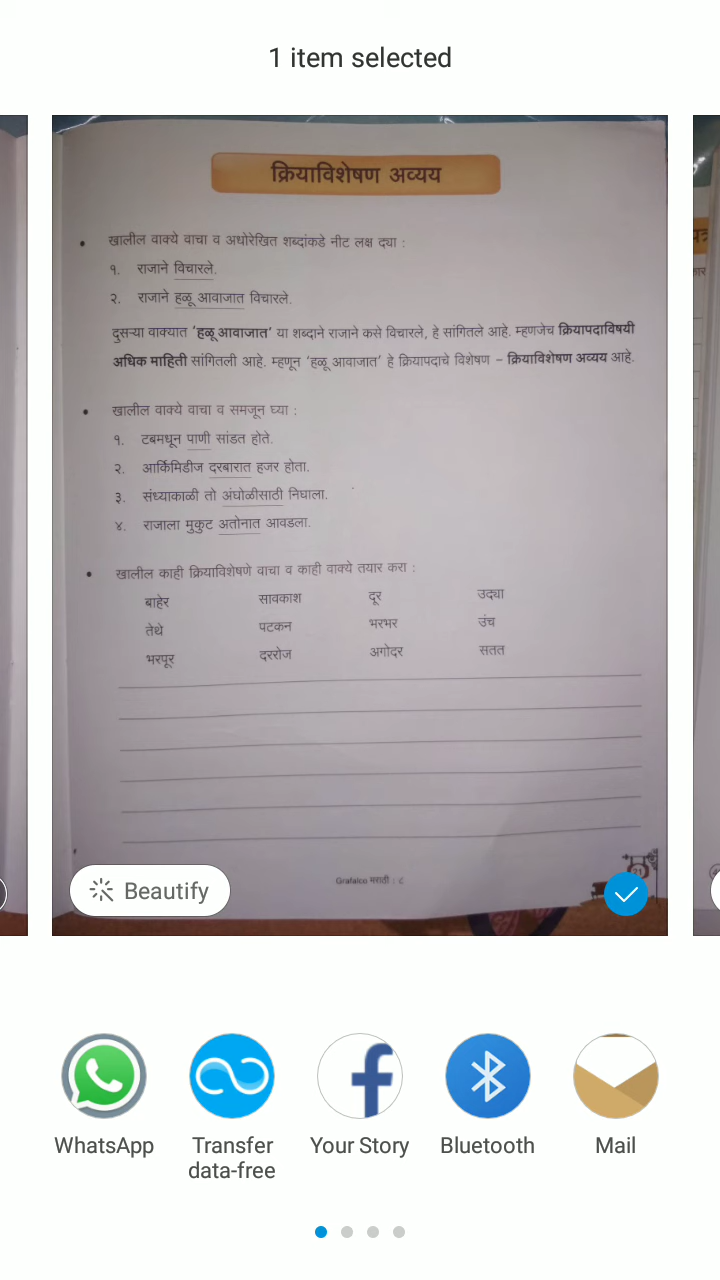 1 item selected
क्रियाविशेषण अव्यय
• खालील वाक्ये वाचा व अधोरेखित शब्दांकडे नीट लक्ष द्या :
१. राजाने विचारले.
२. राजाने हळू आवाजात विचारले.
दुसऱ्या वाक्यात ‘हळू आवाजात’ या शब्दाने राजाने कसे विचारले, हे सांगितले आहे. म्हणजेच क्रियापदाविषयी
अधिक माहिती सांगितली आहे. म्हणून ‘हळू आवाजात’ हे क्रियापदाचे विशेषण – क्रियाविशेषण अव्यय आहे.
• खालील वाक्ये वाचा व समजून घ्या :
१. टबमधून पाणी सांडत होते.
२. आर्किमिडीज दरबारात हजर होता.
३. संध्याकाळी तो अंघोळीसाठी निघाला.
४. राजाला मुकुट अतोनात आवडला.
• खालील काही क्रियाविशेषणे वाचा व काही वाक्ये तयार करा :
बाहेर सावकाश दूर उद्या
तेथे पटकन भरभर उंच
भरपूर दररोज अगोदर सतत
Grafalco मराठी : ८
21
Beautify
WhatsApp Transfer data-free Your Story Bluetooth Mail